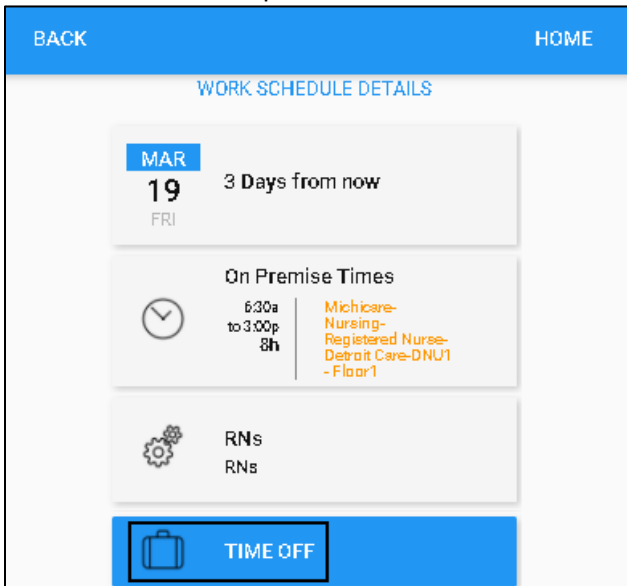 BACK HOME
WORK SCHEDULE DETAILS
MAR
19
FRI
3 Days from now
On Premise Times
6:30a
to 3:00p
8h
Michicare-
Nursing-
Registered Nurse-
Detroit Care-DNU1
- Floor1
RNs
RNs
TIME OFF